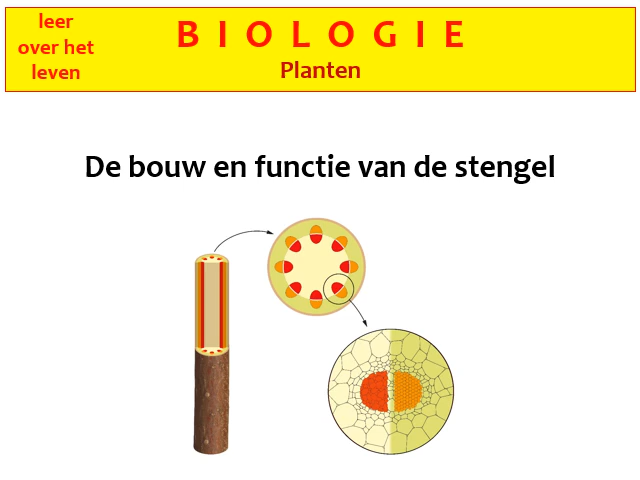 leer
over het
leven
B I O L O G I E
Planten
De bouw en functie van de stengel